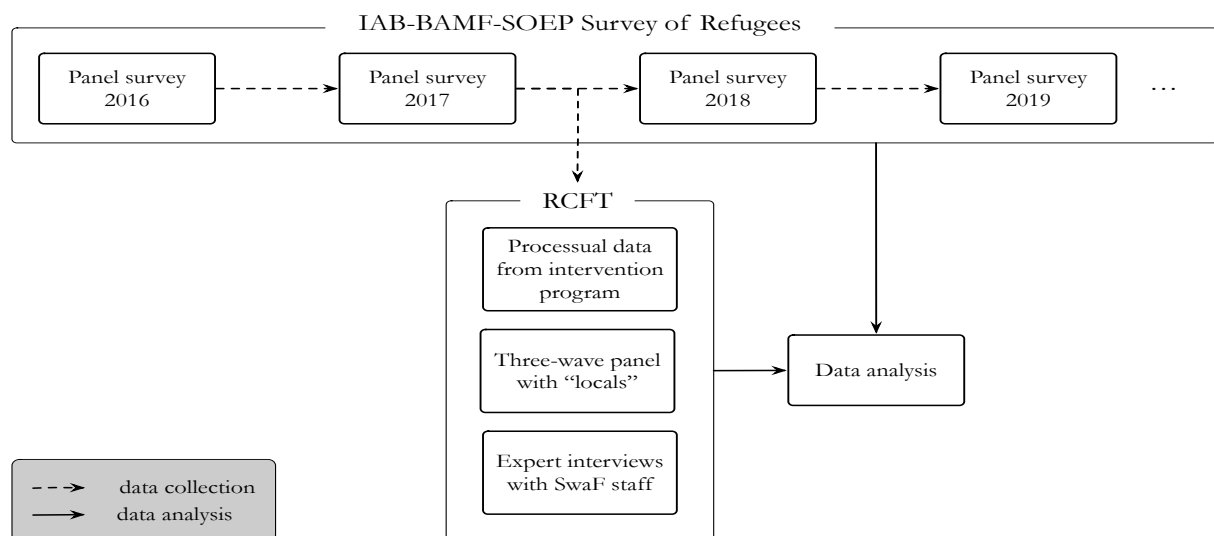 IAB-BAMF-SOEP Survey of Refugees
Panel survey
2016
Panel survey
2017
Panel survey
2018
Panel survey
2019
...
RCFT
Processual data
from intervention
program
Three-wave panel
with “locals”
Expert interviews
with SwaF staff
Data analysis
data collection
data analysis